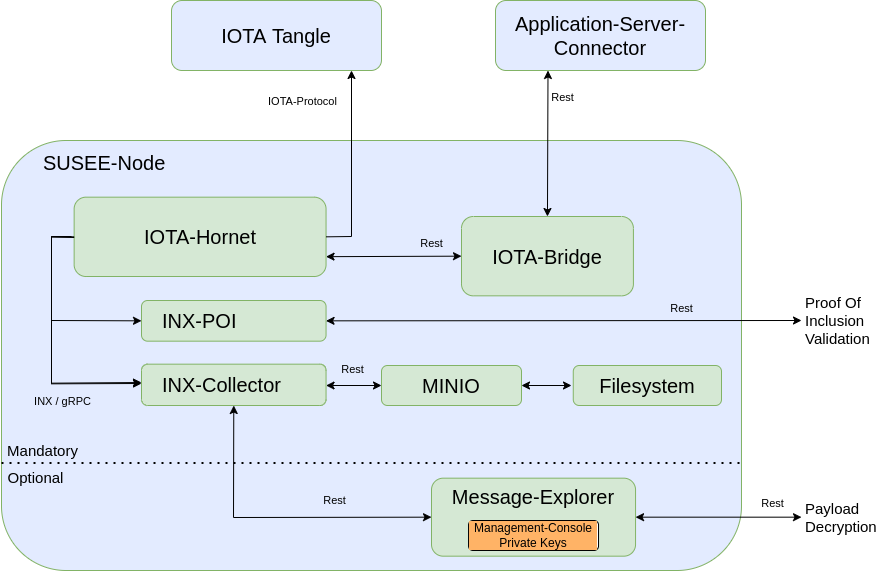 IOTA Tangle
Application-Server-
Connector
IOTA-Protocol
Rest
SUSEE-Node
IOTA-Hornet
Rest
IOTA-Bridge
INX-POI
Rest
Proof Of
Inclusion
Validation
INX-Collector
Rest
MINIO
Filesystem
INX / gRPC
Mandatory
Optional
Rest
Message-Explorer
Management-Console
Private Keys
Rest
Payload
Decryption